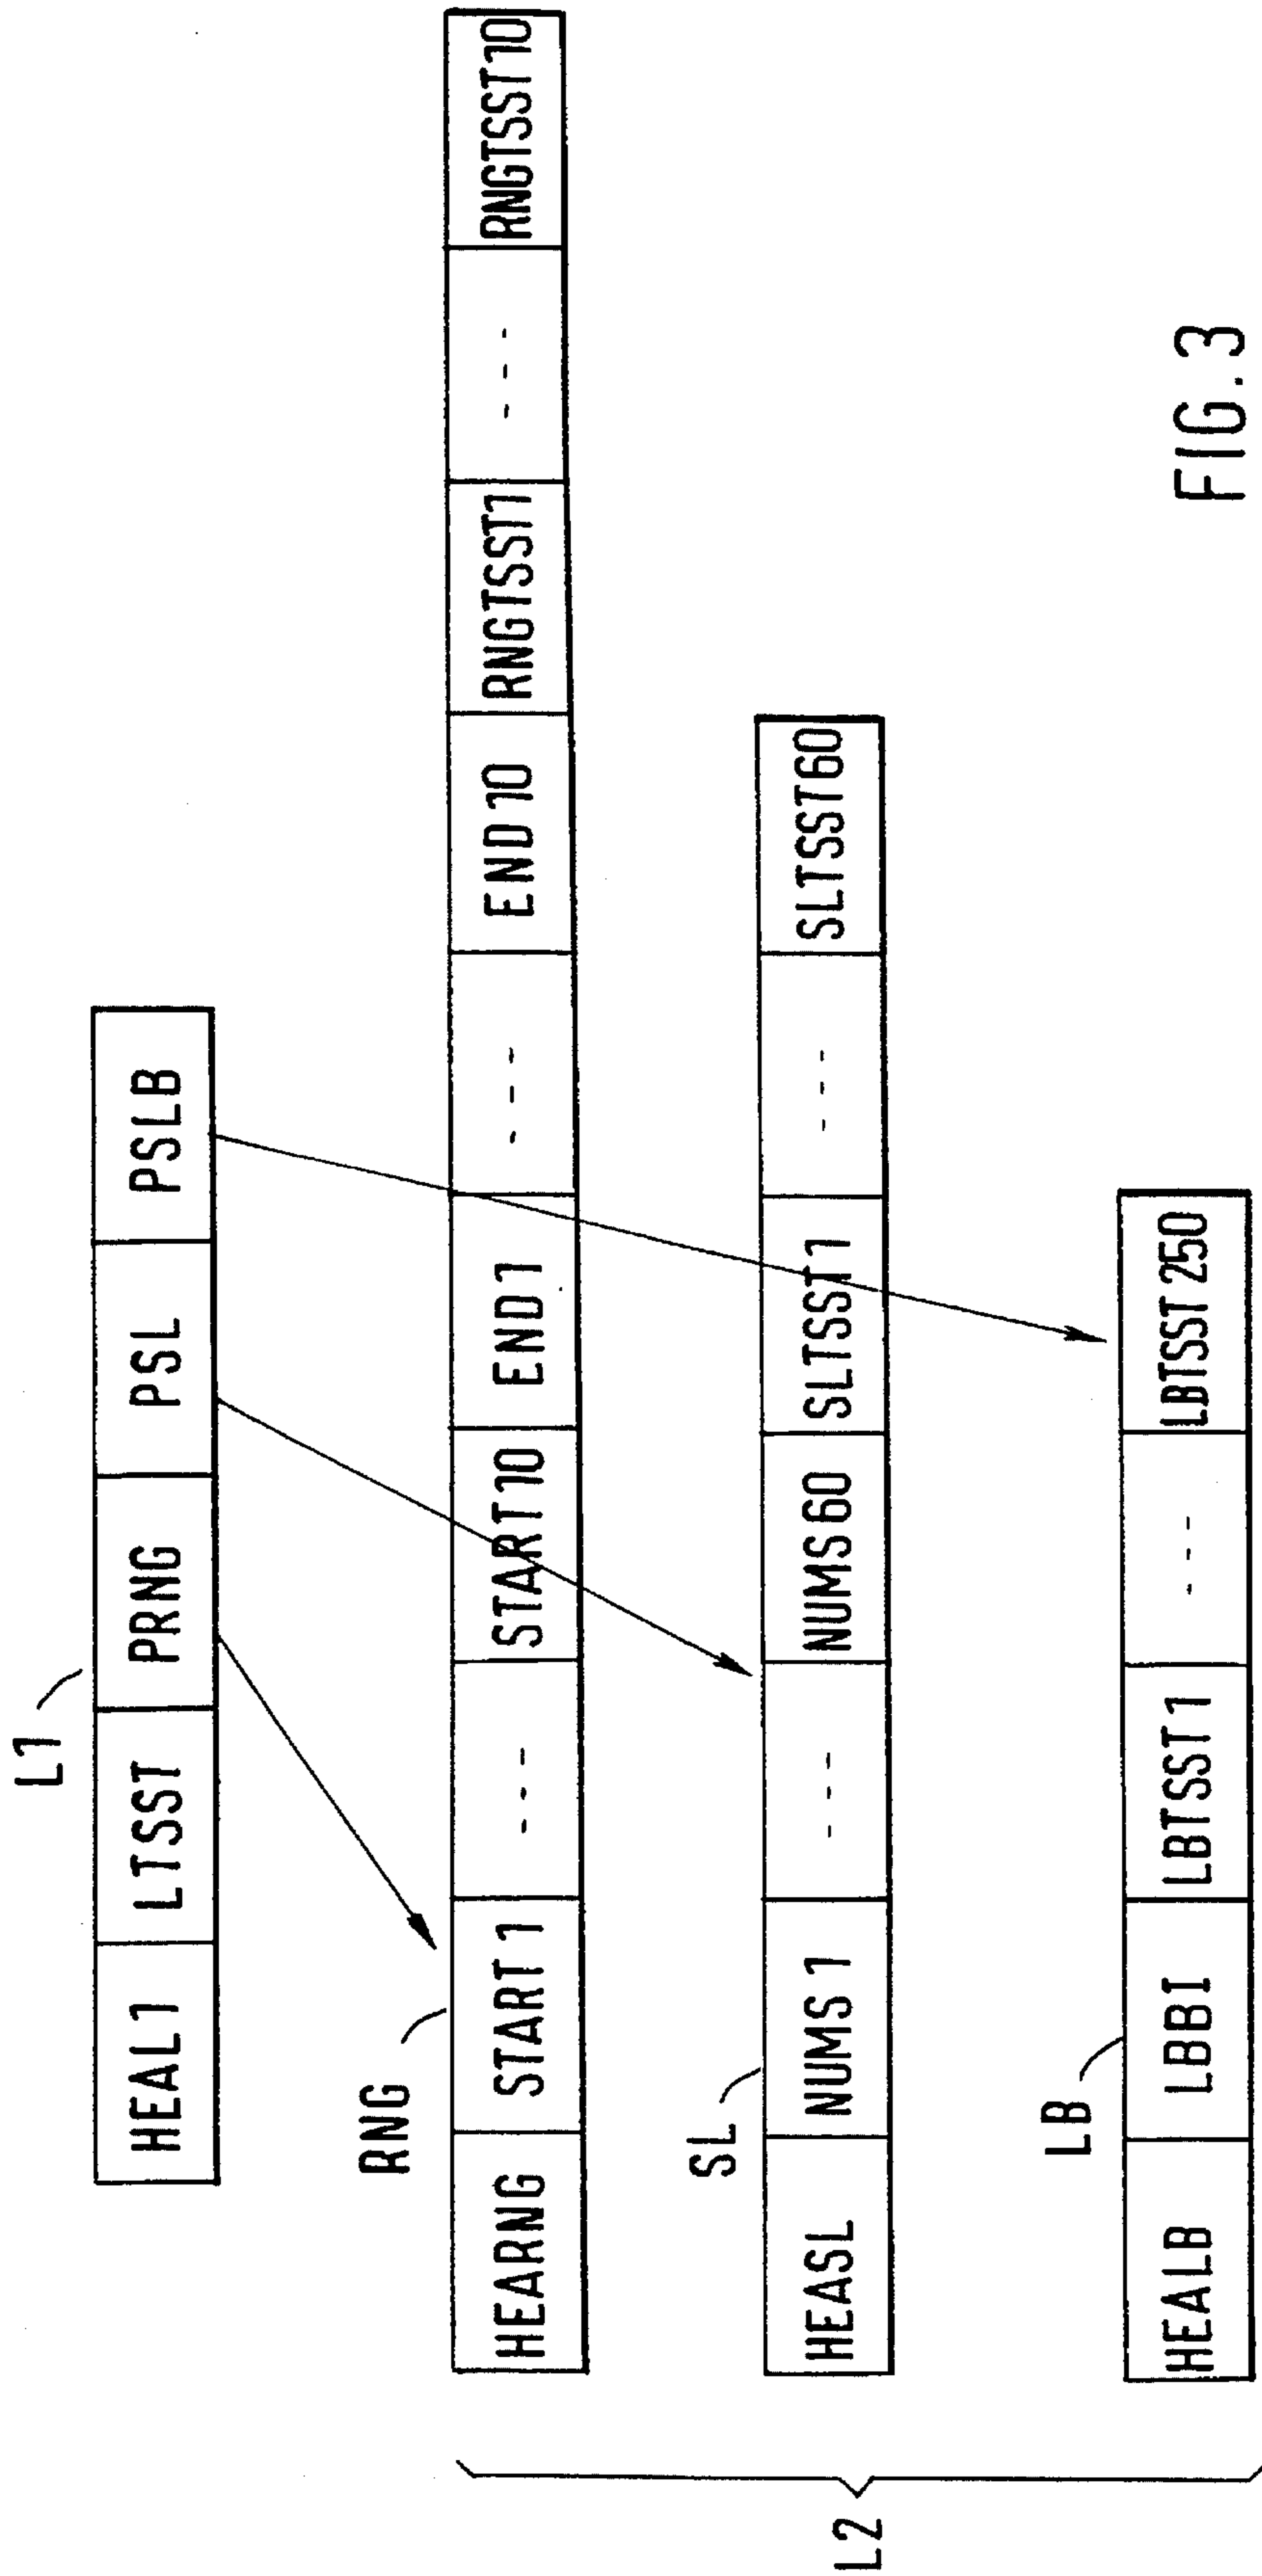 L1
HEAL1 LTSST PRNG PSL PSLB
RNG
HEARNG START1 --- START10 END1 --- END10 RNGTSST1 --- RNGTSST10
SL
HEASL NUMS1 --- NUMS60 SLTSST1 --- SLTSST60
L2
LB
HEALB LBBI LBTSST1 --- LBTSST250
FIG.3